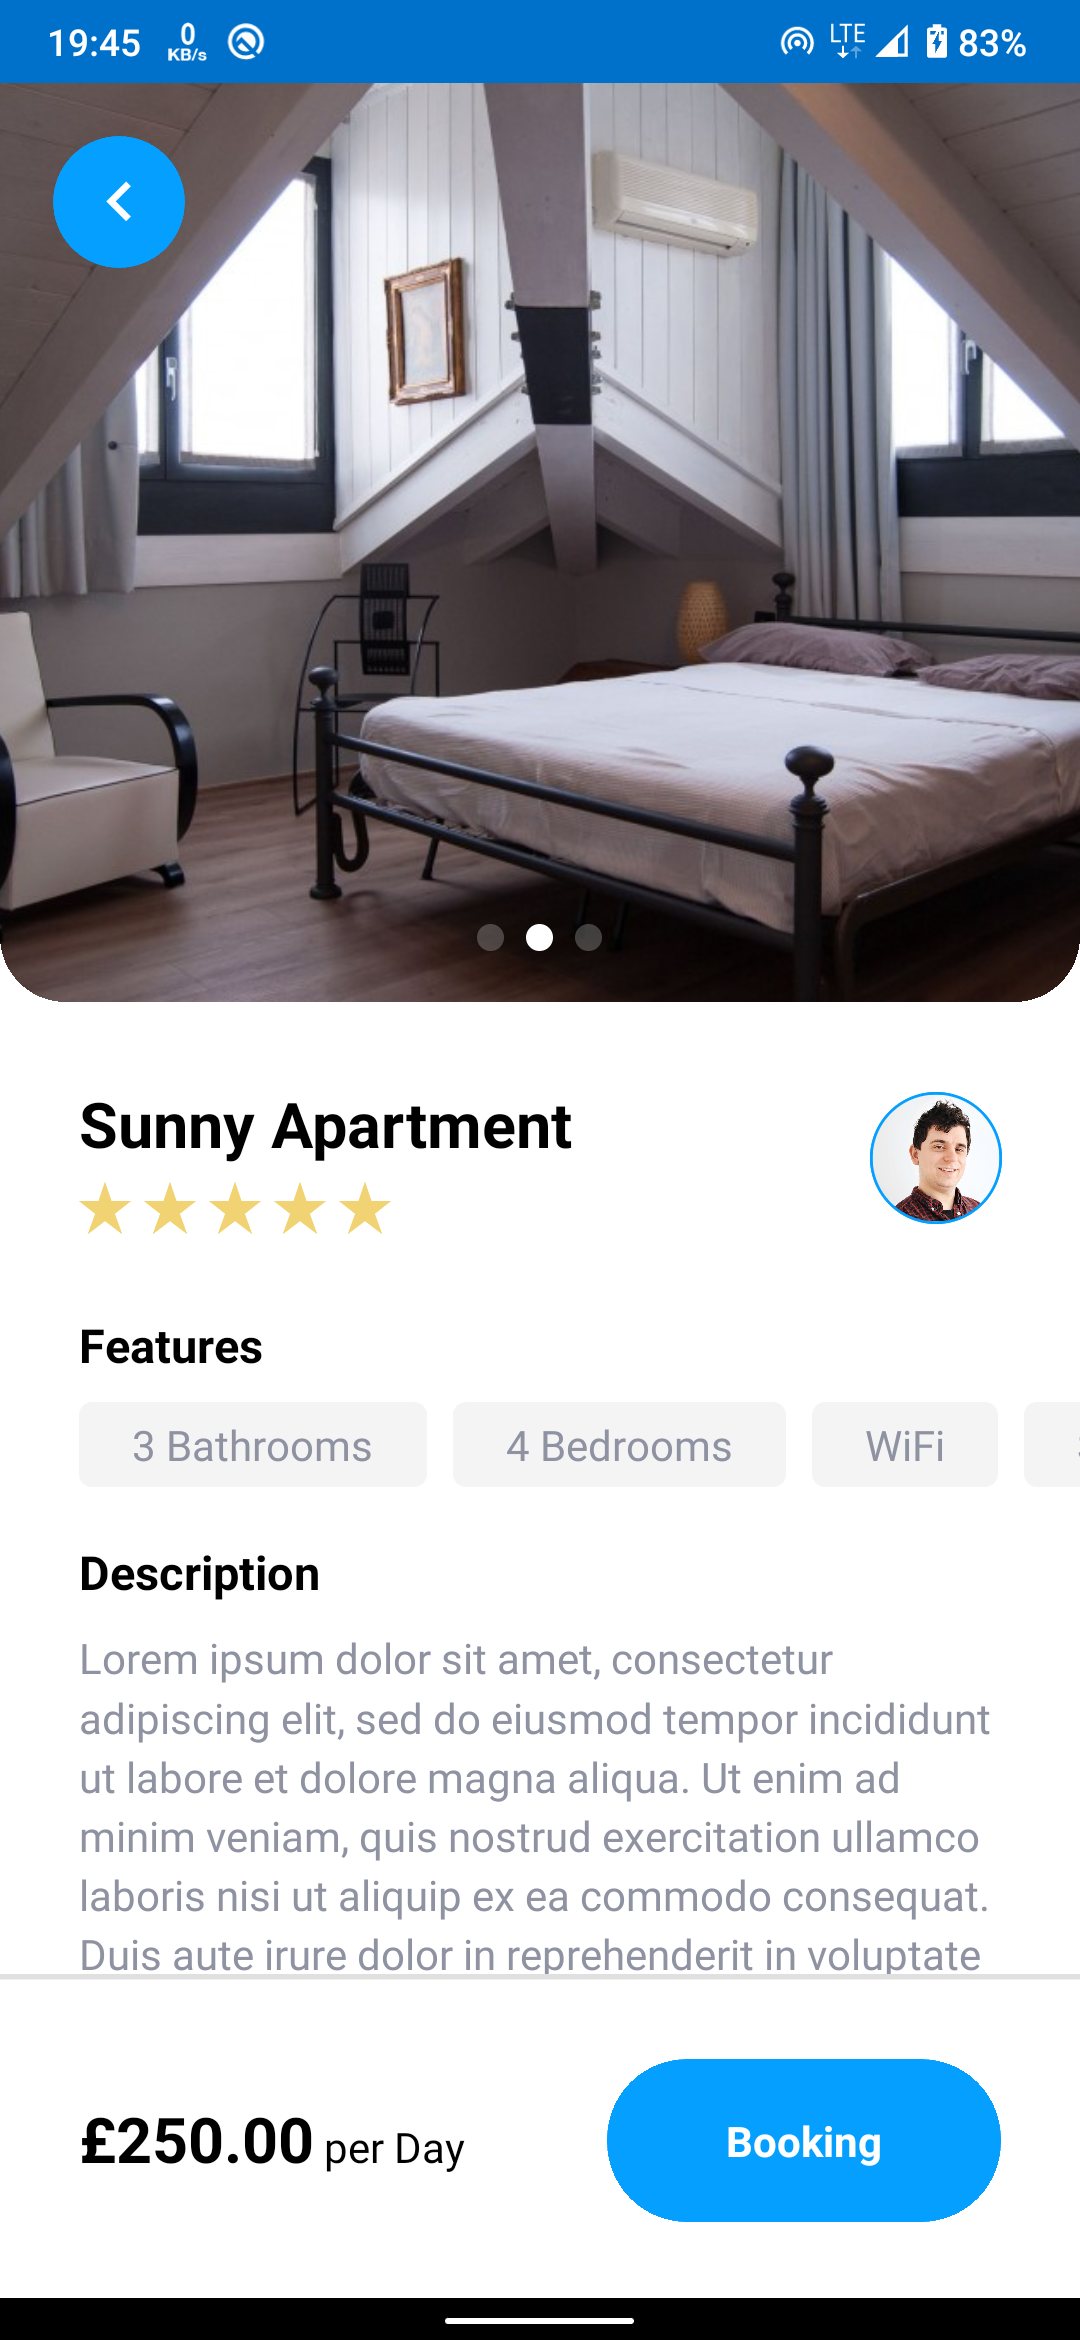 19:45
0
KB/s
LTE
83%
Sunny Apartment
Features
3 Bathrooms
4 Bedrooms
WiFi
Description
Lorem ipsum dolor sit amet, consectetur
adipiscing elit, sed do eiusmod tempor incididunt
ut labore et dolore magna aliqua. Ut enim ad
minim veniam, quis nostrud exercitation ullamco
laboris nisi ut aliquip ex ea commodo consequat.
Duis aute irure dolor in reprehenderit in voluptate
£250.00 per Day
Booking